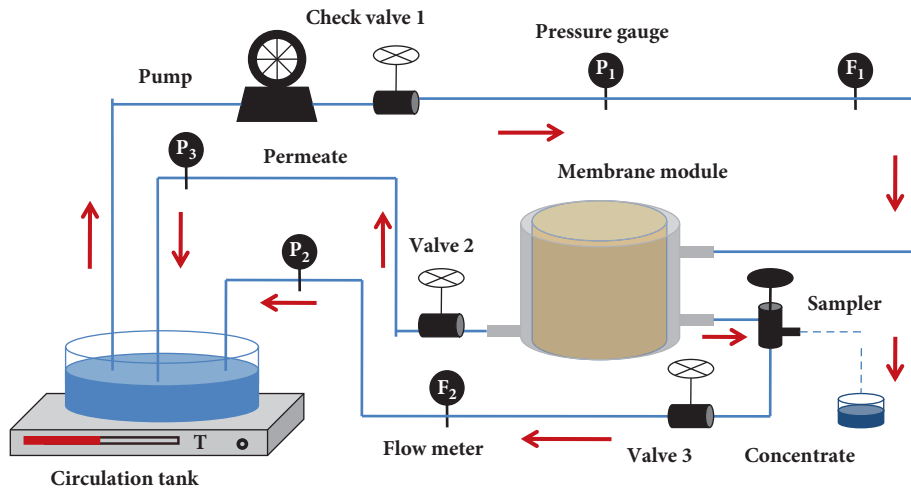 Check valve 1
Pressure gauge
Pump
P1
F1
P3
Permeate
Membrane module
P2
Valve 2
Sampler
F2
T
Flow meter
Valve 3
Concentrate
Circulation tank